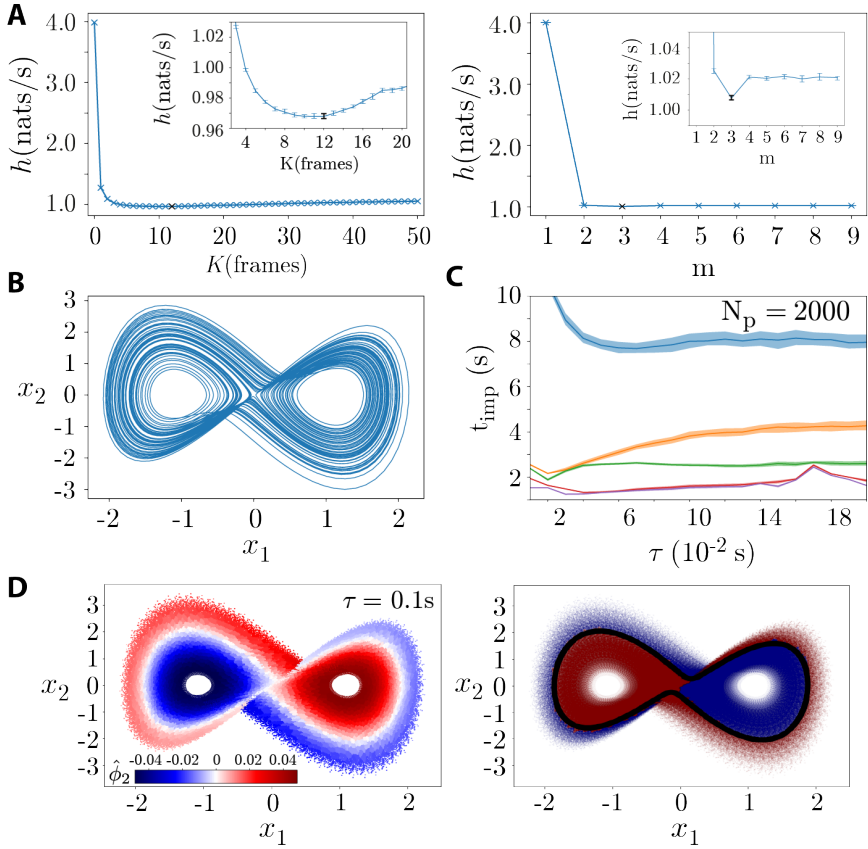 A
h(nats/s)
4.0
3.0
2.0
1.0
0 10 20 30 40 50
K(frames)
h(nats/s)
1.02
1.00
0.98
0.96
4 8 12 16 20
K(frames)
h(nats/s)
4.0
3.0
2.0
1.0
1 2 3 4 5 6 7 8 9
m
h(nats/s)
1.04
1.02
1.00
1 2 3 4 5 6 7 8 9
m
B
x₂
3
2
1
0
-1
-2
-3
-2 -1 0 1 2
x₁
C
t_imp (s)
10
8
6
4
2
N_p = 2000
2 6 10 14 18
τ (10⁻² s)
D
τ = 0.1s
x₂
3
2
1
0
-1
-2
-3
ϕ̂₂
-0.04 -0.02 0 0.02 0.04
-2 -1 0 1 2
x₁
x₂
3
2
1
0
-1
-2
-3
-2 -1 0 1 2
x₁